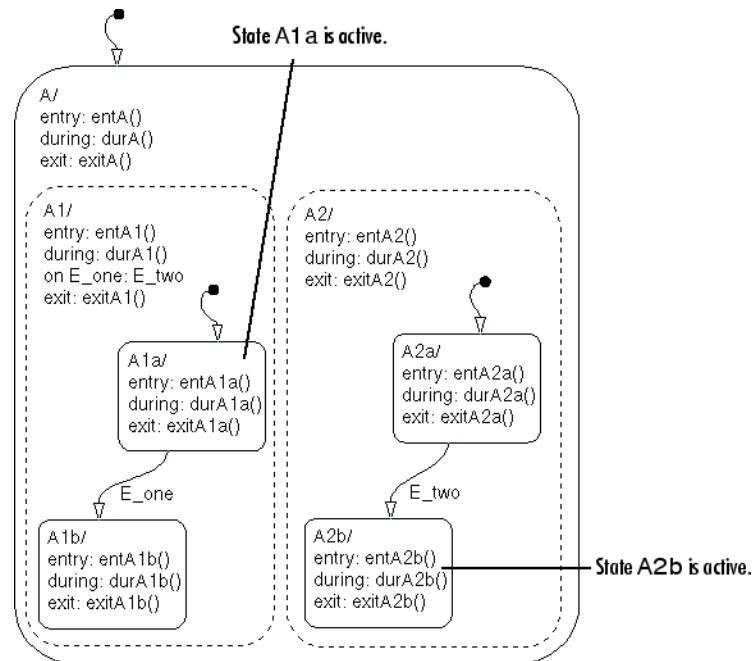 State A1a is active.
A/
entry: entA()
during: durA()
exit: exitA()
A1/
entry: entA1()
during: durA1()
on E_one: E_two
exit: exitA1()
A2/
entry: entA2()
during: durA2()
exit: exitA2()
A1a/
entry: entA1a()
during: durA1a()
exit: exitA1a()
A2a/
entry: entA2a()
during: durA2a()
exit: exitA2a()
E_one
E_two
A1b/
entry: entA1b()
during: durA1b()
exit: exitA1b()
A2b/
entry: entA2b()
during: durA2b()
exit: exitA2b()
State A2b is active.